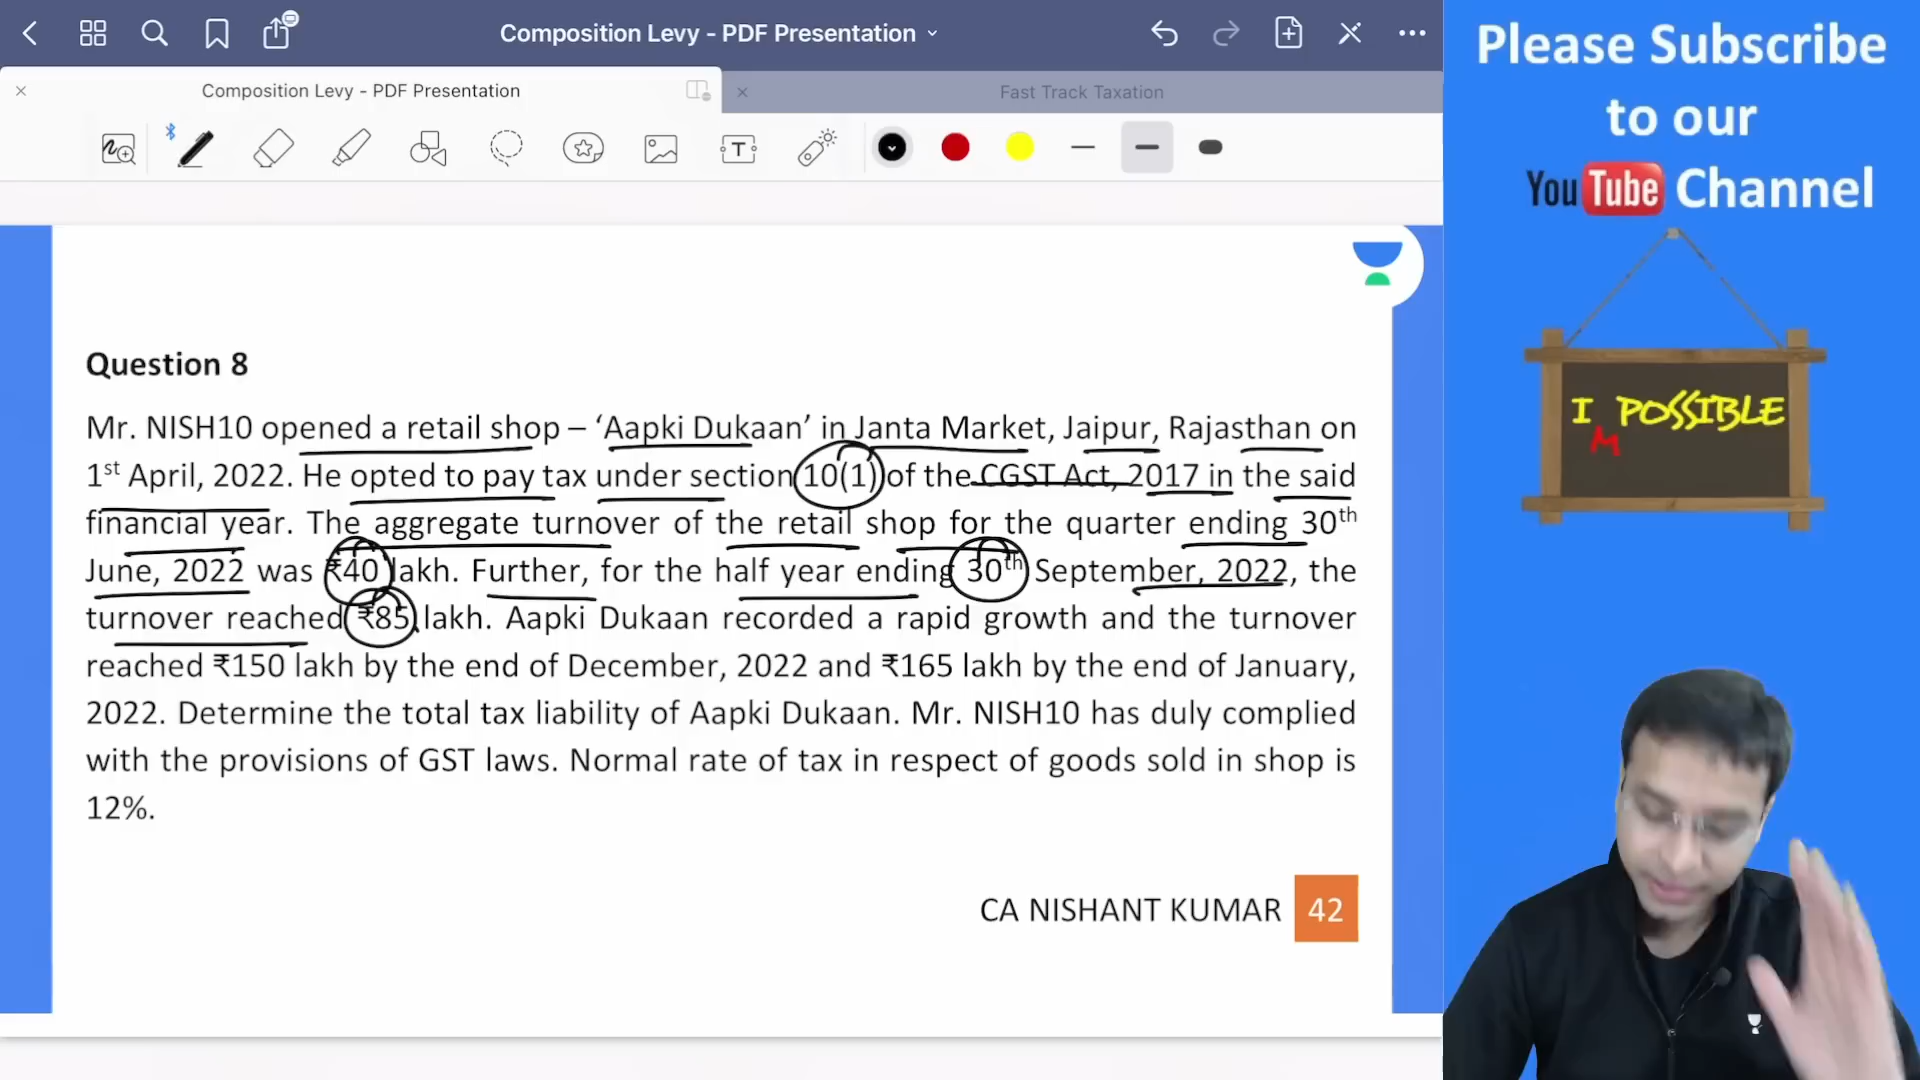 Composition Levy - PDF Presentation
Composition Levy - PDF Presentation
Fast Track Taxation
T
Please Subscribe
to our
YouTube Channel
I POSSIBLE
M
Question 8
Mr. NISH10 opened a retail shop – ‘Aapki Dukaan’ in Janta Market, Jaipur, Rajasthan on
1st April, 2022. He opted to pay tax under section 10(1) of the CGST Act, 2017 in the said
financial year. The aggregate turnover of the retail shop for the quarter ending 30th
June, 2022 was ₹40 lakh. Further, for the half year ending 30th September, 2022, the
turnover reached ₹85 lakh. Aapki Dukaan recorded a rapid growth and the turnover
reached ₹150 lakh by the end of December, 2022 and ₹165 lakh by the end of January,
2022. Determine the total tax liability of Aapki Dukaan. Mr. NISH10 has duly complied
with the provisions of GST laws. Normal rate of tax in respect of goods sold in shop is
12%.
CA NISHANT KUMAR 42